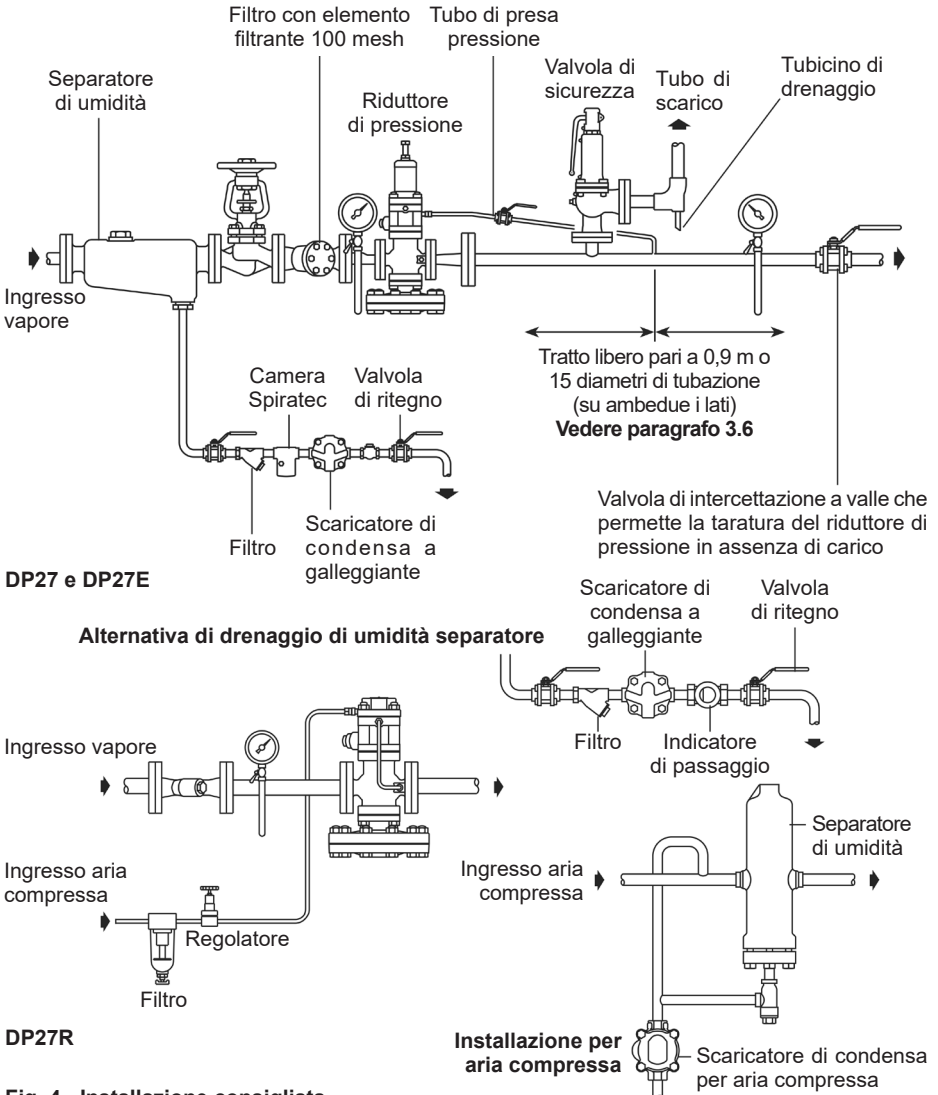 Filtro con elemento
filtrante 100 mesh
Tubo di presa
pressione
Separatore
di umidità
Riduttore
di pressione
Valvola di
sicurezza
Tubo di
scarico
Tubicino di
drenaggio
Ingresso
vapore
Tratto libero pari a 0,9 m o
15 diametri di tubazione
(su ambedue i lati)
Vedere paragrafo 3.6
Camera
Spiratec
Valvola
di ritegno
Filtro
Scaricatore di
condensa a
galleggiante
Valvola di intercettazione a valle che
permette la taratura del riduttore di
pressione in assenza di carico
DP27 e DP27E
Alternativa di drenaggio di umidità separatore
Scaricatore di
condensa a
galleggiante
Valvola
di ritegno
Filtro
Indicatore
di passaggio
Ingresso vapore
Ingresso aria
compressa
Regolatore
Filtro
DP27R
Ingresso aria
compressa
Separatore
di umidità
Installazione per
aria compressa
Scaricatore di condensa
per aria compressa
Fig. 4 - Installazione consigliata